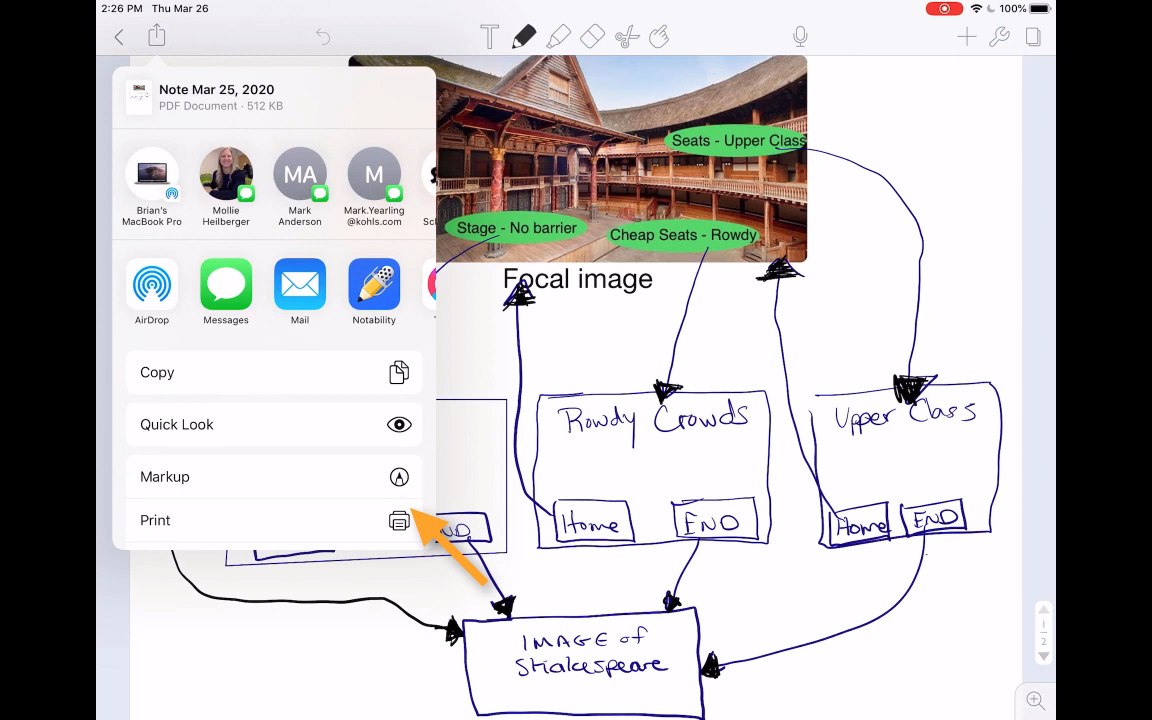 2:26 PM Thu Mar 26
100%
Note Mar 25, 2020
PDF Document · 512 KB
Brian's
MacBook Pro
Mollie
Heilberger
MA
Mark
Anderson
M
Mark.Yearling
@kohls.com
AirDrop
Messages
Mail
Notability
Copy
Quick Look
Markup
Print
T
Seats - Upper Class
Stage - No barrier
Cheap Seats - Rowdy
Focal image
Rowdy Crowds
Home
END
Upper Class
Home
END
IMAGE of
Shakespeare
1
2